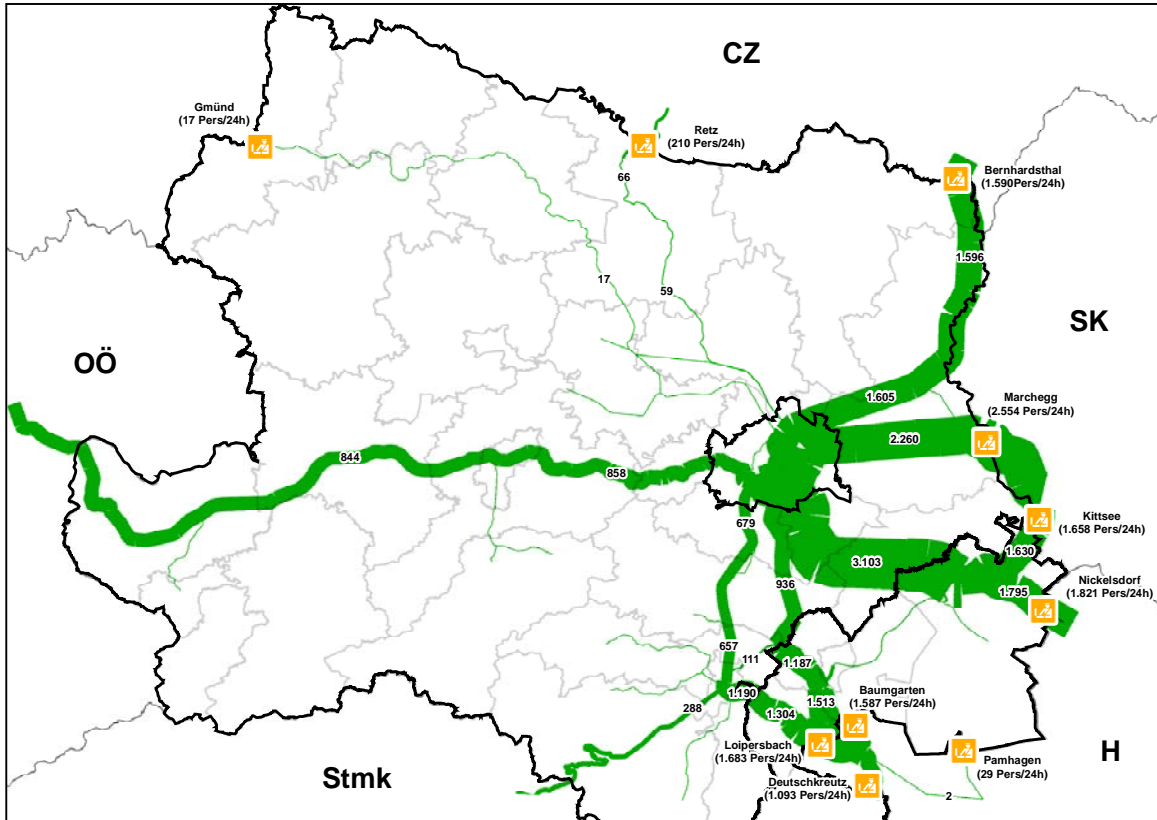 CZ
Gmünd
(17 Pers/24h)
Retz
(210 Pers/24h)
Bernhardsthal
(1.590Pers/24h)
66
1.596
17
59
SK
OÖ
Marchegg
(2.554 Pers/24h)
1.605
2.260
844
858
Kittsee
(1.658 Pers/24h)
679
1.630
3.103
936
Nickelsdorf
(1.821 Pers/24h)
1.795
657
111
1.187
Baumgarten
(1.587 Pers/24h)
1.190
1.513
288
1.304
Loipersbach
(1.683 Pers/24h)
H
Pamhagen
(29 Pers/24h)
Stmk
Deutschkreutz
(1.093 Pers/24h)
2